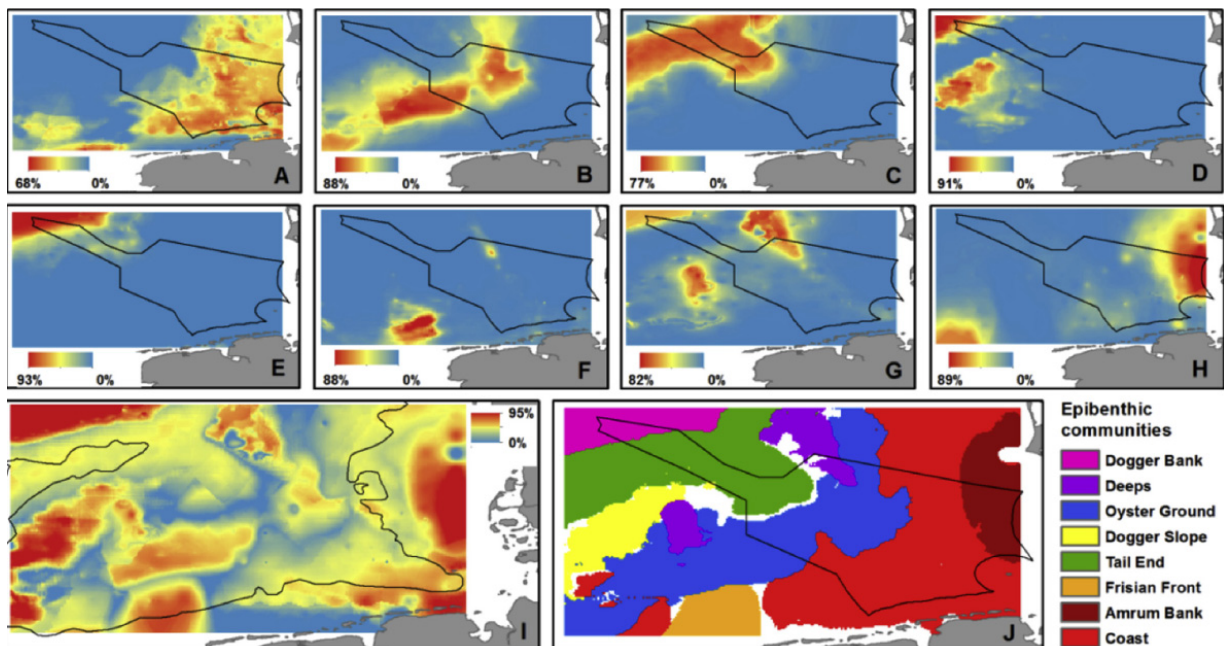 68% 0% A
88% 0% B
77% 0% C
91% 0% D
93% 0% E
88% 0% F
82% 0% G
89% 0% H
95%
0%
I
J
Epibenthic
communities
Dogger Bank
Deeps
Oyster Ground
Dogger Slope
Tail End
Frisian Front
Amrum Bank
Coast